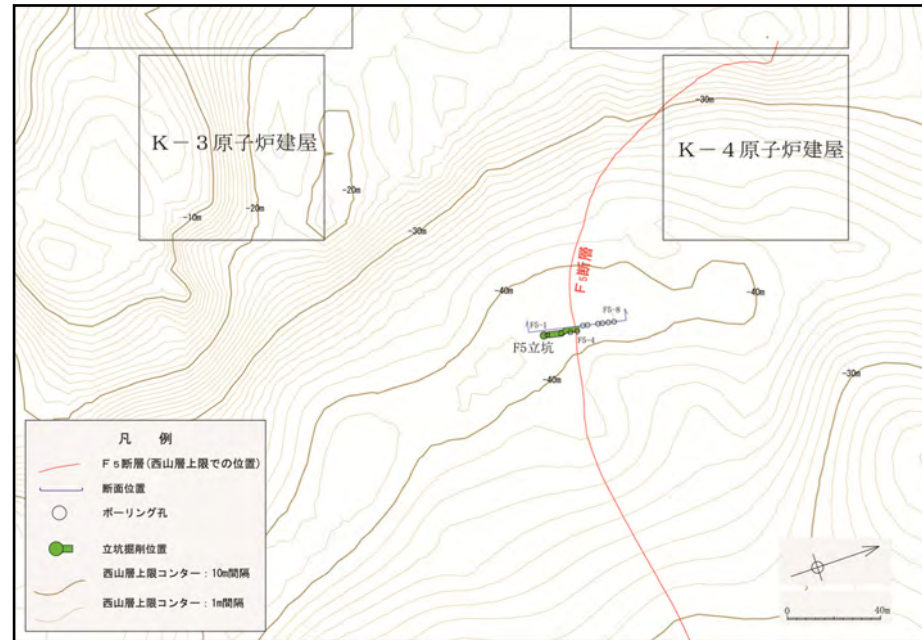 K－3原子炉建屋
K－4原子炉建屋
-30m
-20m
-20m
-10m
-30m
F5断層
-40m
-40m
F5-1
F5-8
F5-4
F5立坑
-40m
-30m
凡 例
F5断層(西山層上限での位置)
断面位置
ボーリング孔
立坑掘削位置
西山層上限コンター：10m間隔
西山層上限コンター：1m間隔
0 40m